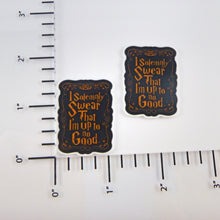 I Solemnly
Swear
That
I'm Up to
no
Good
I Solemnly
Swear
That
I'm Up to
no
Good
3"
2"
1"
0"
0"
1"
2"
3"